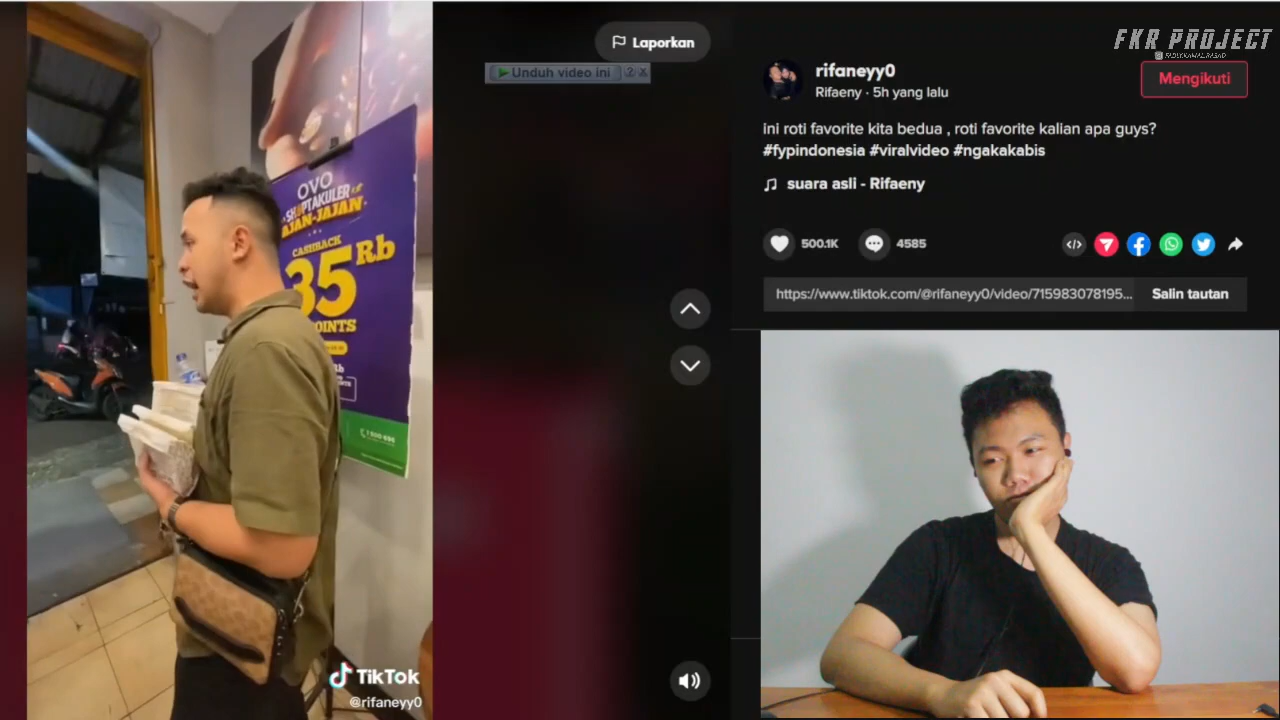 Laporkan
Unduh video ini
FKR PROJECT
rifaneyy0
Rifaeny · 5h yang lalu
Mengikuti
ini roti favorite kita bedua , roti favorite kalian apa guys?
#fypindonesia #viralvideo #ngakakabis
suara asli - Rifaeny
500.1K
4585
https://www.tiktok.com/@rifaneyy0/video/715983078195...
Salin tautan
OVO
AJAN-JAJAN
CASHBACK
35 Rb
OINTS
TikTok
@rifaneyy0